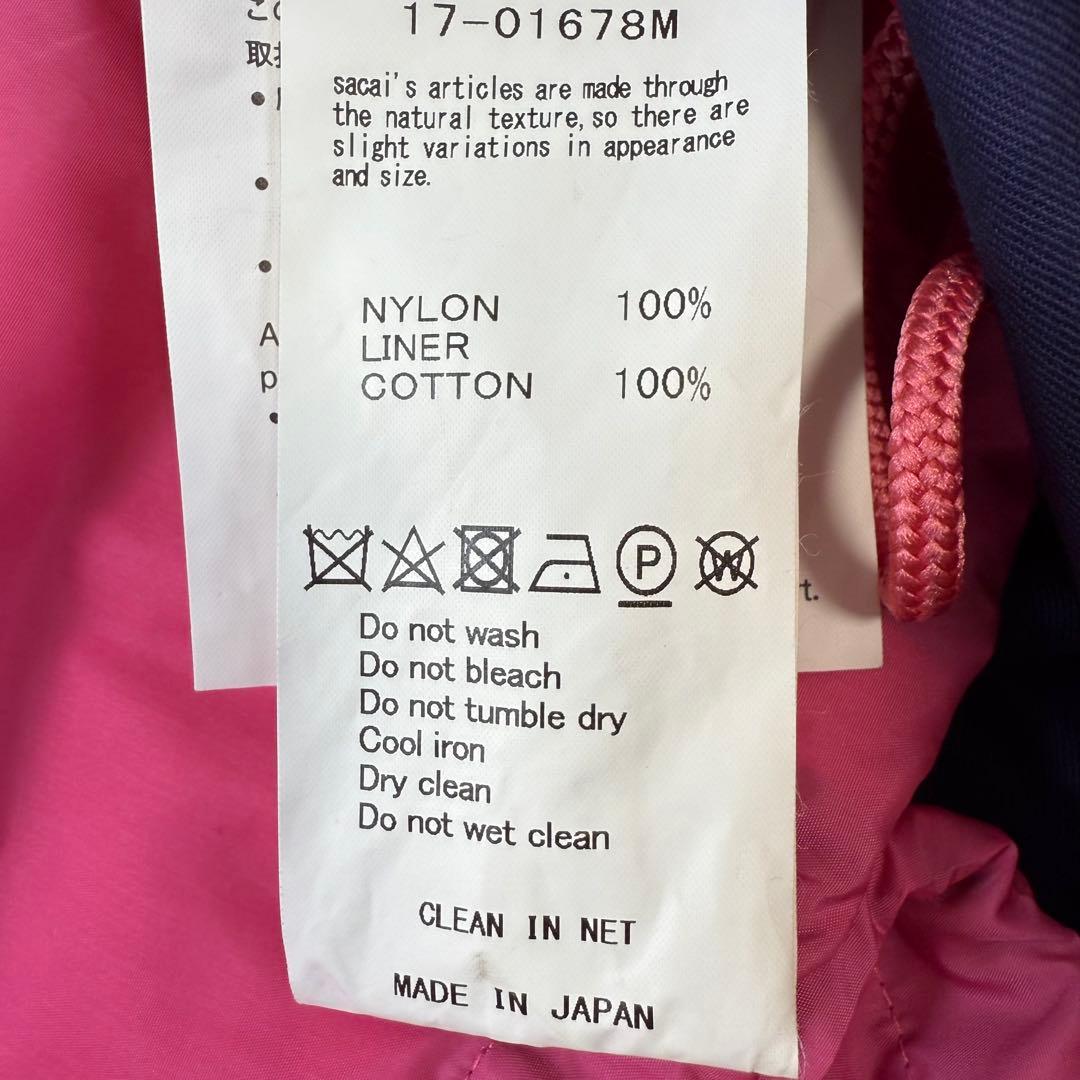 17-01678M
sacai's articles are made through
the natural texture, so there are
slight variations in appearance
and size.
NYLON 100%
LINER
COTTON 100%
P
W
Do not wash
Do not bleach
Do not tumble dry
Cool iron
Dry clean
Do not wet clean
CLEAN IN NET
MADE IN JAPAN